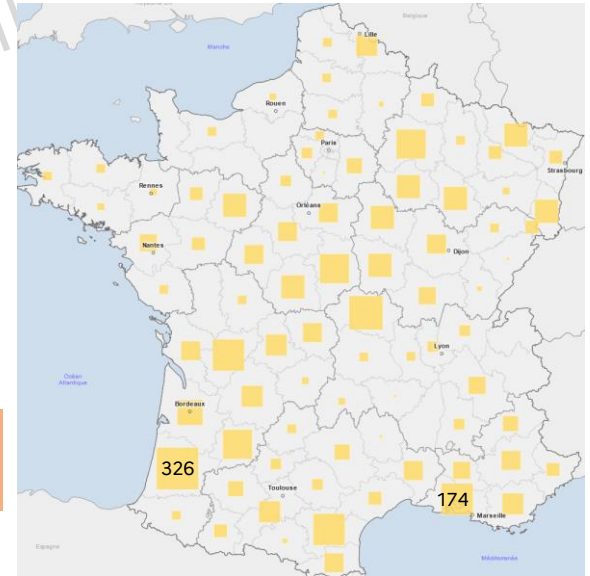 Belgique
Lille
Manche
Rouen
Paris
Strasbourg
Rennes
Orléans
Nantes
Dijon
Lyon
Océan
Atlantique
Bordeaux
326
Toulouse
174
Marseille
Espagne
Méditerranée